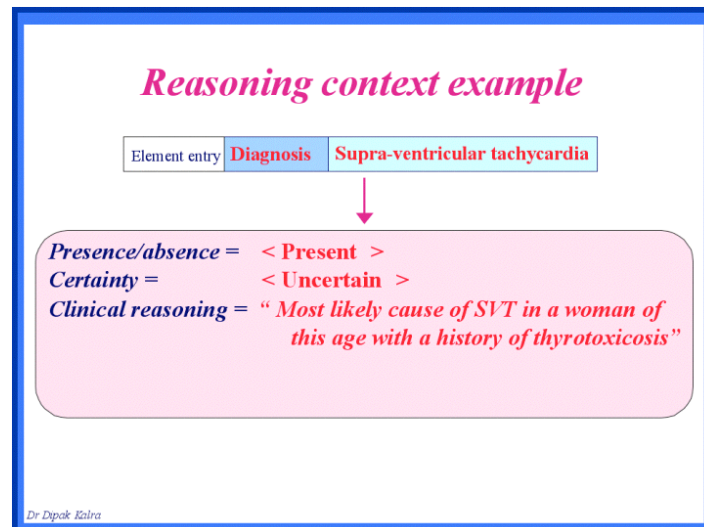 Reasoning context example
Element entry Diagnosis Supra-ventricular tachycardia
Presence/absence = < Present >
Certainty = < Uncertain >
Clinical reasoning = “ Most likely cause of SVT in a woman of
this age with a history of thyrotoxicosis”
Dr Dipak Kalra